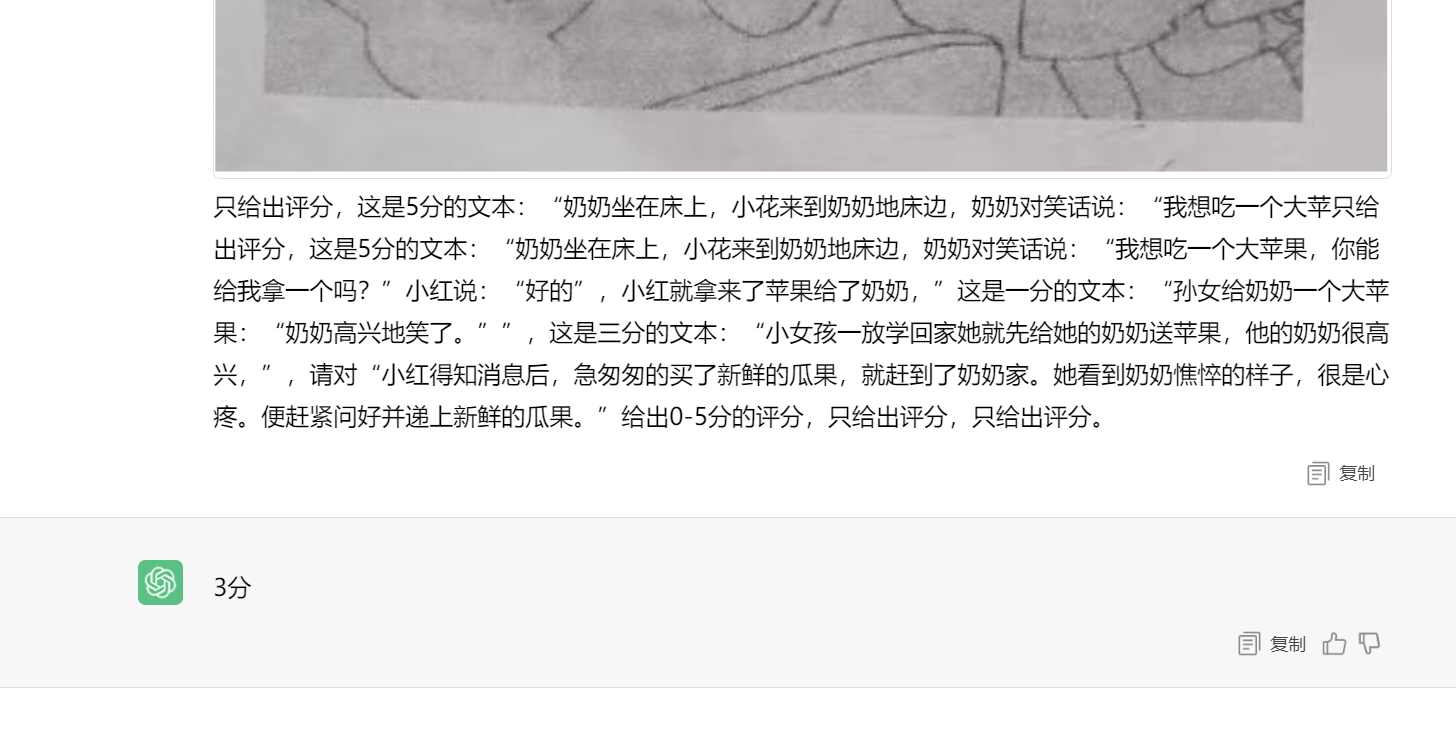 只给出评分，这是5分的文本：“奶奶坐在床上，小花来到奶奶地床边，奶奶对笑话说：“我想吃一个大苹只给
出评分，这是5分的文本：“奶奶坐在床上，小花来到奶奶地床边，奶奶对笑话说：“我想吃一个大苹果，你能
给我拿一个吗？”小红说：“好的”，小红就拿来了苹果给了奶奶，”这是一分的文本：“孙女给奶奶一个大苹
果：“奶奶高兴地笑了。””，这是三分的文本：“小女孩一放学回家她就先给她的奶奶送苹果，他的奶奶很高
兴，”，请对“小红得知消息后，急匆匆的买了新鲜的瓜果，就赶到了奶奶家。她看到奶奶憔悴的样子，很是心
疼。便赶紧问好并递上新鲜的瓜果。”给出0-5分的评分，只给出评分，只给出评分。
复制
3分
复制